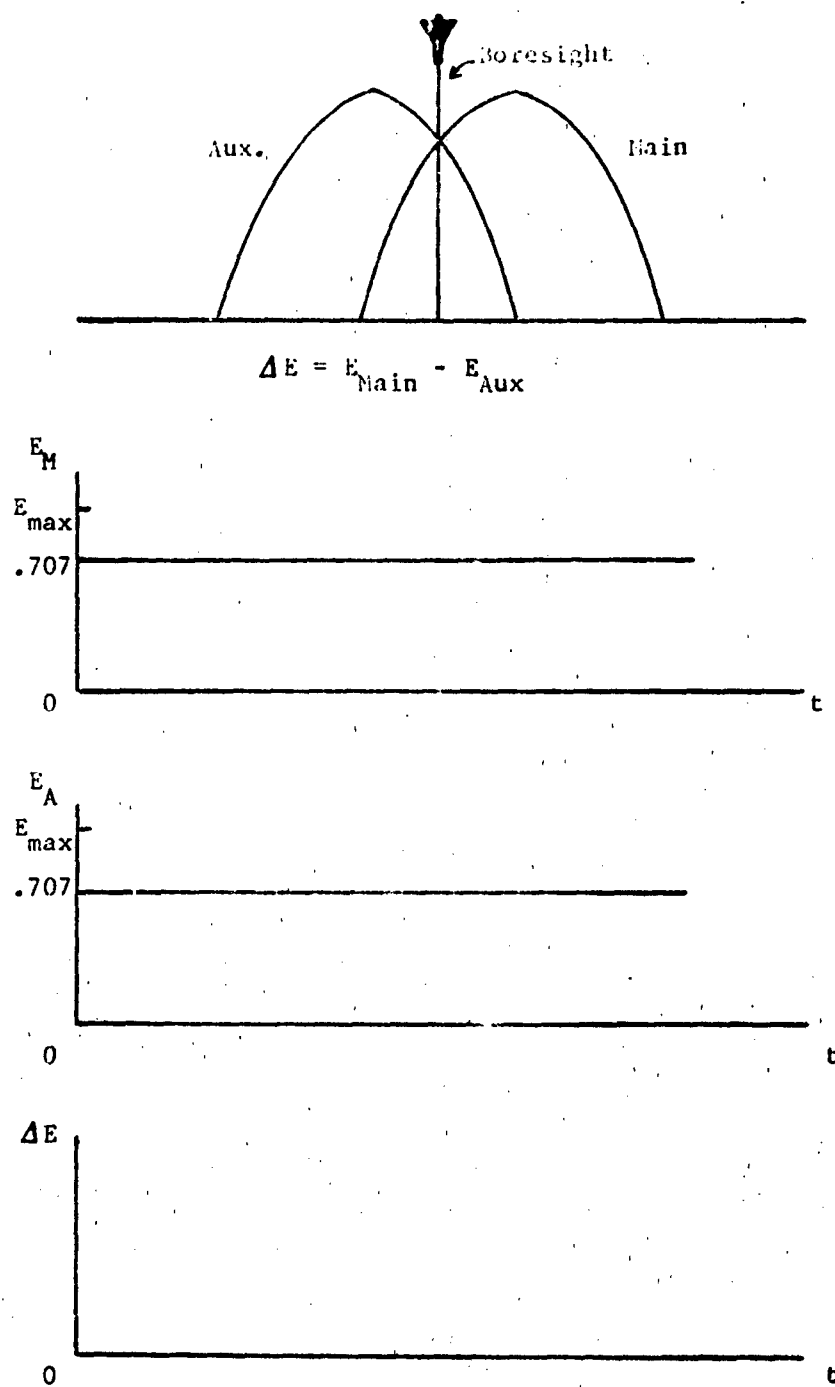 Boresight
Aux. Main
ΔE = E_Main - E_Aux
E_M
E_max
.707
0 t
E_A
E_max
.707
0 t
ΔE
0 t